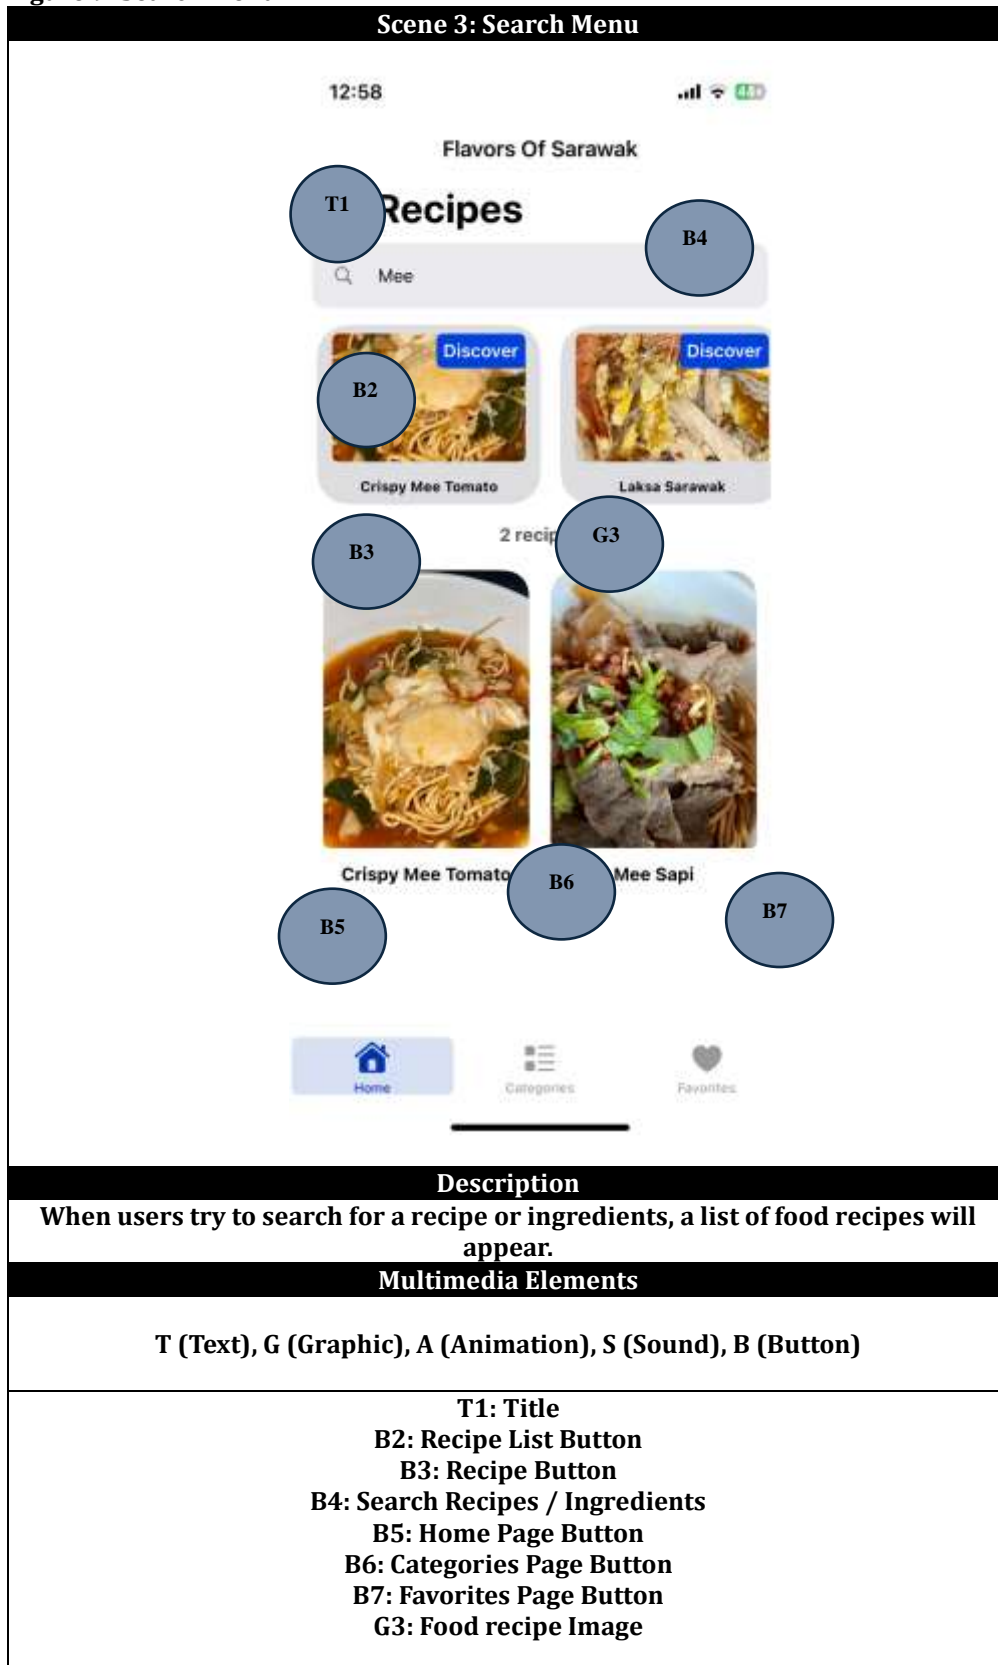 Scene 3: Search Menu
12:58
44
Flavors Of Sarawak
T1
Recipes
B4
Mee
Discover
Discover
B2
Crispy Mee Tomato
Laksa Sarawak
2 recip
G3
B3
Crispy Mee Tomato
B6
Mee Sapi
B5
B7
Home
Categories
Favorites
Description
When users try to search for a recipe or ingredients, a list of food recipes will
appear.
Multimedia Elements
T (Text), G (Graphic), A (Animation), S (Sound), B (Button)
T1: Title
B2: Recipe List Button
B3: Recipe Button
B4: Search Recipes / Ingredients
B5: Home Page Button
B6: Categories Page Button
B7: Favorites Page Button
G3: Food recipe Image